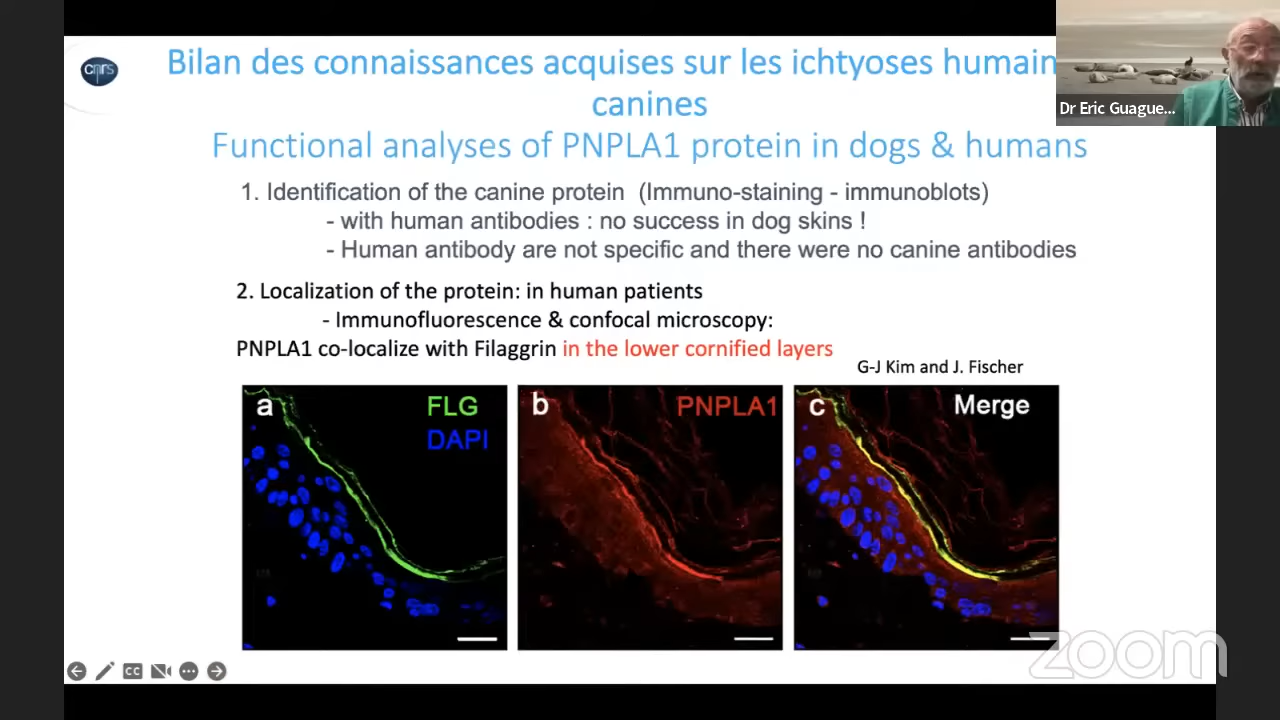 cnrs
Bilan des connaissances acquises sur les ichtyoses humain
canines
Functional analyses of PNPLA1 protein in dogs & humans
Dr Eric Guague...
1. Identification of the canine protein (Immuno-staining - immunoblots)
- with human antibodies : no success in dog skins !
- Human antibody are not specific and there were no canine antibodies
2. Localization of the protein: in human patients
- Immunofluorescence & confocal microscopy:
PNPLA1 co-localize with Filaggrin in the lower cornified layers
G-J Kim and J. Fischer
a FLG
DAPI
b PNPLA1
c Merge
CC
zoom